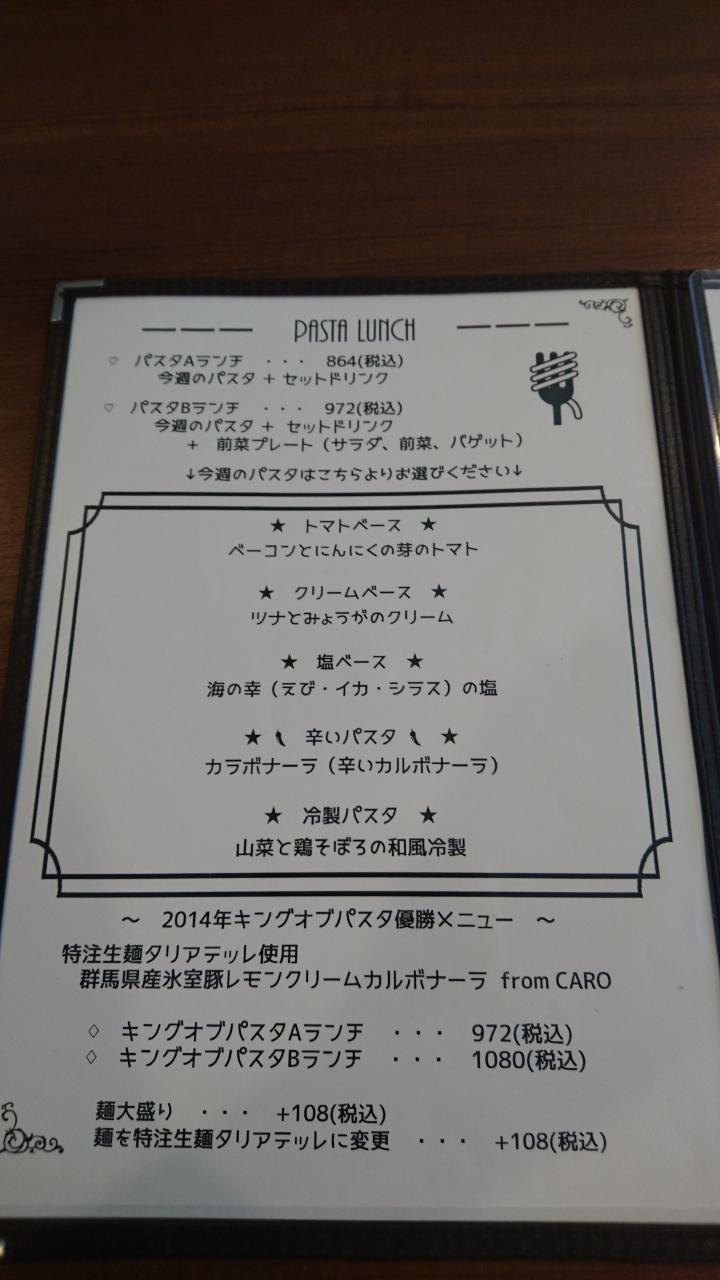 PASTA LUNCH
♡ パスタAランチ ・・・ 864(税込)
今週のパスタ + セットドリンク
♡ パスタBランチ ・・・ 972(税込)
今週のパスタ + セットドリンク
+ 前菜プレート（サラダ、前菜、バゲット）
↓今週のパスタはこちらよりお選びください↓
★ トマトベース ★
ベーコンとにんにくの芽のトマト
★ クリームベース ★
ツナとみょうがのクリーム
★ 塩ベース ★
海の幸（えび・イカ・シラス）の塩
★ 辛いパスタ ★
カラボナーラ（辛いカルボナーラ）
★ 冷製パスタ ★
山菜と鶏そぼろの和風冷製
～ 2014年キングオブパスタ優勝メニュー ～
特注生麺タリアテッレ使用
群馬県産氷室豚レモンクリームカルボナーラ from CARO
♢ キングオブパスタAランチ ・・・ 972(税込)
♢ キングオブパスタBランチ ・・・ 1080(税込)
麺大盛り ・・・ +108(税込)
麺を特注生麺タリアテッレに変更 ・・・ +108(税込)